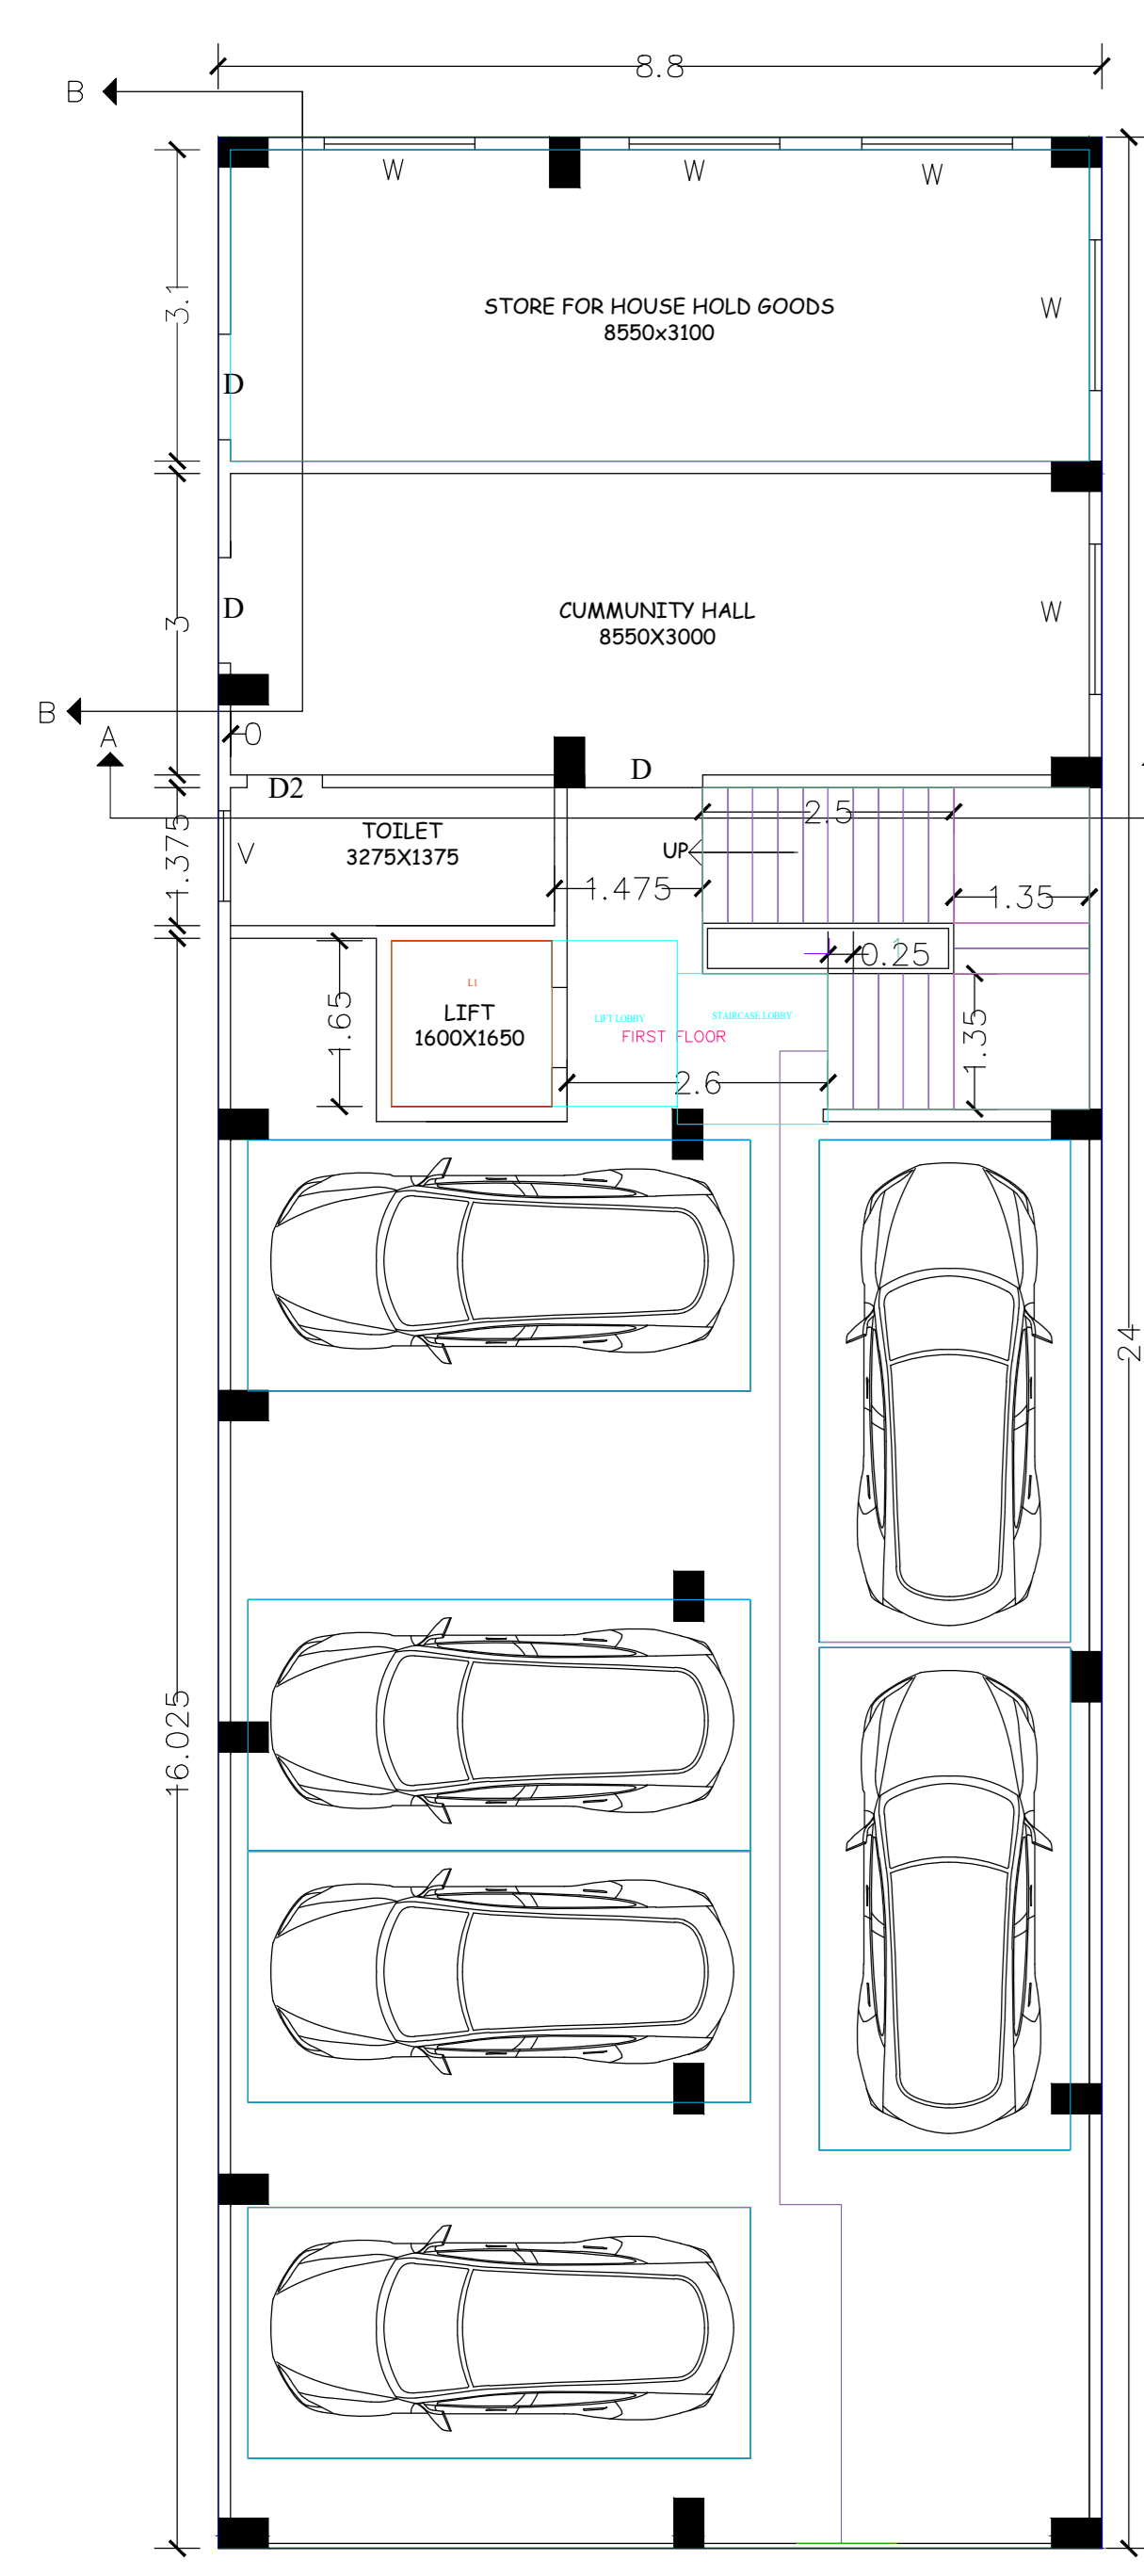 8.8
B
W
W
W
3.1
STORE FOR HOUSE HOLD GOODS
8550x3100
W
D
3
D
CUMMUNITY HALL
8550X3000
W
B
0
A
D
D2
1.375
TOILET
3275X1375
V
2.5
UP
1.475
1.35
0.25
1
L1
LIFT
1600X1650
1.65
LIFT LOBBY
STAIRCASE LOBBY
FIRST FLOOR
1.35
2.6
24
16.025